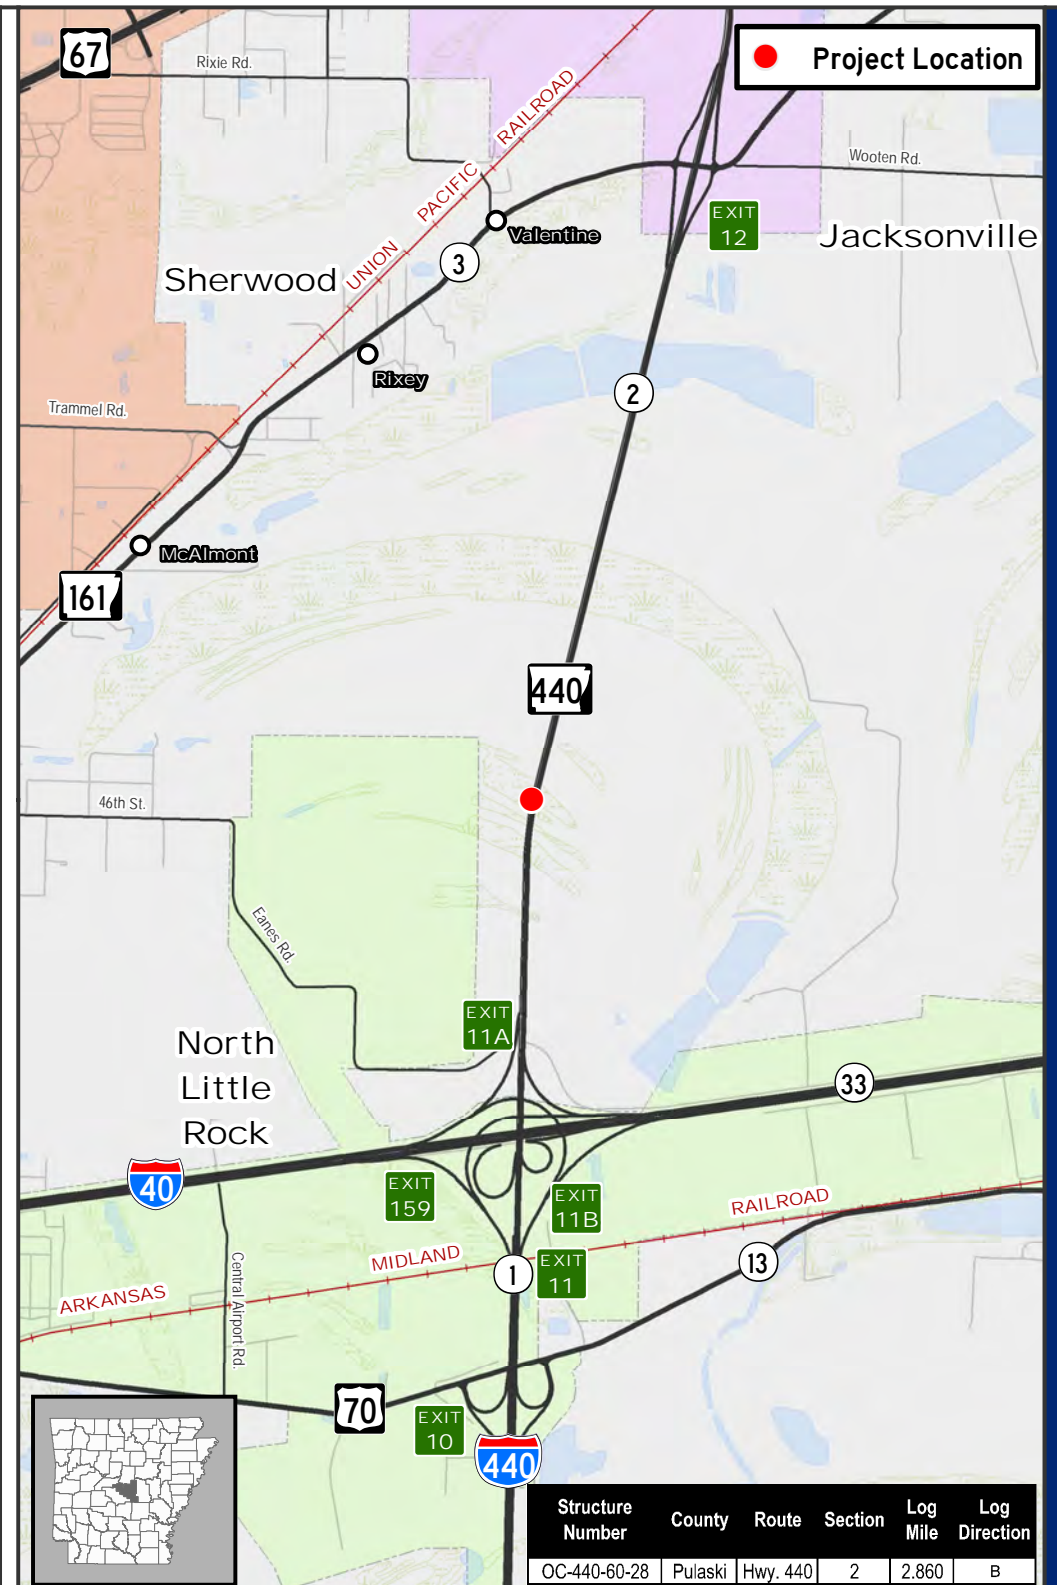 67
Rixie Rd.
Project Location
UNION PACIFIC RAILROAD
Wooten Rd.
EXIT
12
Valentine
Jacksonville
3
Sherwood
Rixey
2
Trammel Rd.
McAlmont
161
440
46th St.
Eanes Rd.
EXIT
11A
North
Little
Rock
33
40
EXIT
159
EXIT
11B
ARKANSAS MIDLAND RAILROAD
Central Airport Rd.
1
EXIT
11
13
70
EXIT
10
440
Structure Number County Route Section Log Mile Log Direction
OC-440-60-28 Pulaski Hwy. 440 2 2.860 B